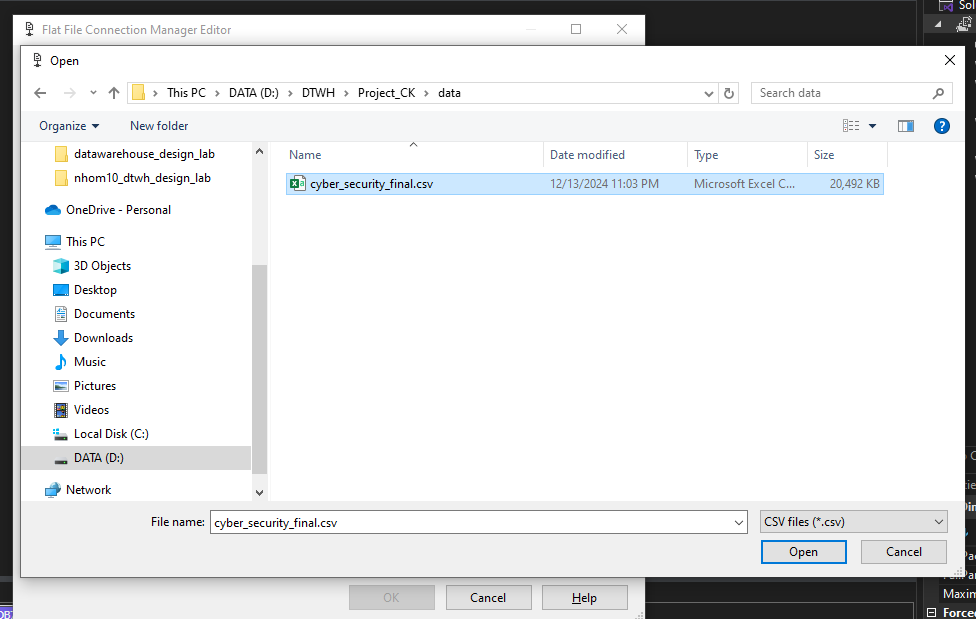 Flat File Connection Manager Editor
Sol
Open
This PC > DATA (D:) > DTWH > Project_CK > data
Search data
Organize
New folder
?
datawarehouse_design_lab
nhom10_dtwh_design_lab
OneDrive - Personal
This PC
3D Objects
Desktop
Documents
Downloads
Music
Pictures
Videos
Local Disk (C:)
DATA (D:)
Network
Name Date modified Type Size
cyber_security_final.csv 12/13/2024 11:03 PM Microsoft Excel C... 20,492 KB
File name: cyber_security_final.csv
CSV files (*.csv)
Open Cancel
OK Cancel Help
Maxim
Forced